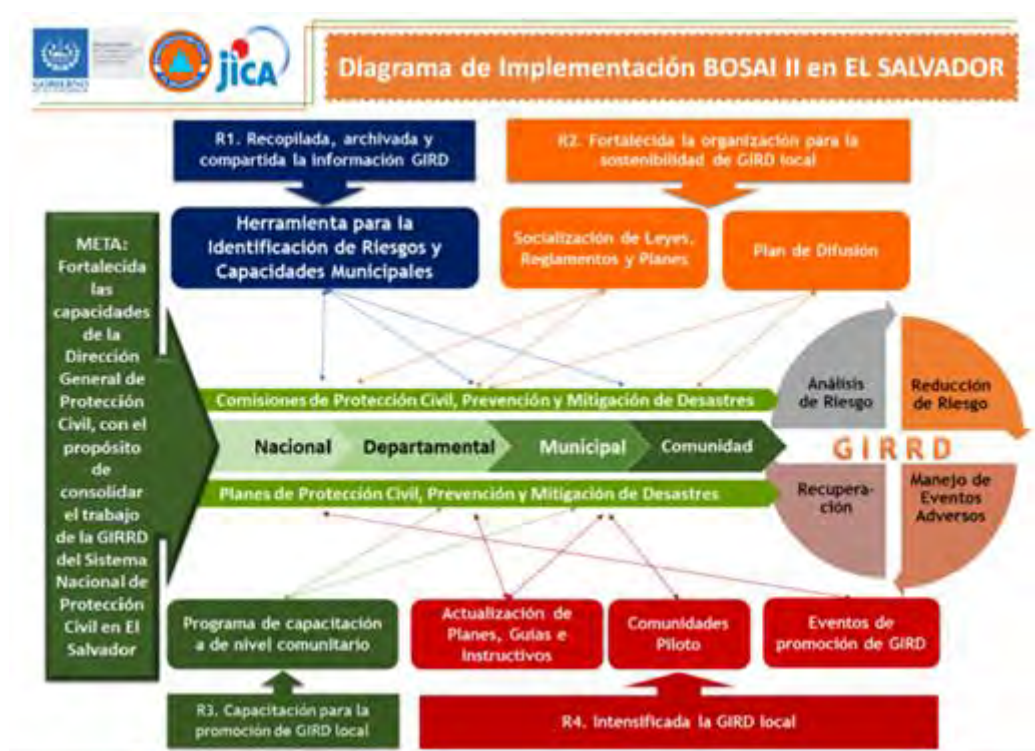 GOBIERNO
jica
Diagrama de Implementación BOSAI II en EL SALVADOR
R1. Recopilada, archivada y
compartida la información GIRD
R2. Fortalecida la organización para la
sostenibilidad de GIRD local
Herramienta para la
Identificación de Riesgos y
Capacidades Municipales
Socialización de Leyes,
Reglamentos y Planes
Plan de Difusión
META:
Fortalecida
las
capacidades
de la
Dirección
General de
Protección
Civil, con el
propósito
de
consolidar
el trabajo
de la GIRRD
del Sistema
Nacional de
Protección
Civil en El
Salvador
Comisiones de Protección Civil, Prevención y Mitigación de Desastres
Nacional
Departamental
Municipal
Comunidad
Planes de Protección Civil, Prevención y Mitigación de Desastres
Análisis
de Riesgo
Reducción
de Riesgo
GIRRD
Recupera-
ción
Manejo de
Eventos
Adversos
Programa de capacitación
a de nivel comunitario
Actualización de
Planes, Guías e
Instructivos
Comunidades
Piloto
Eventos de
promoción de GIRD
R3. Capacitación para la
promoción de GIRD local
R4. Intensificada la GIRD local